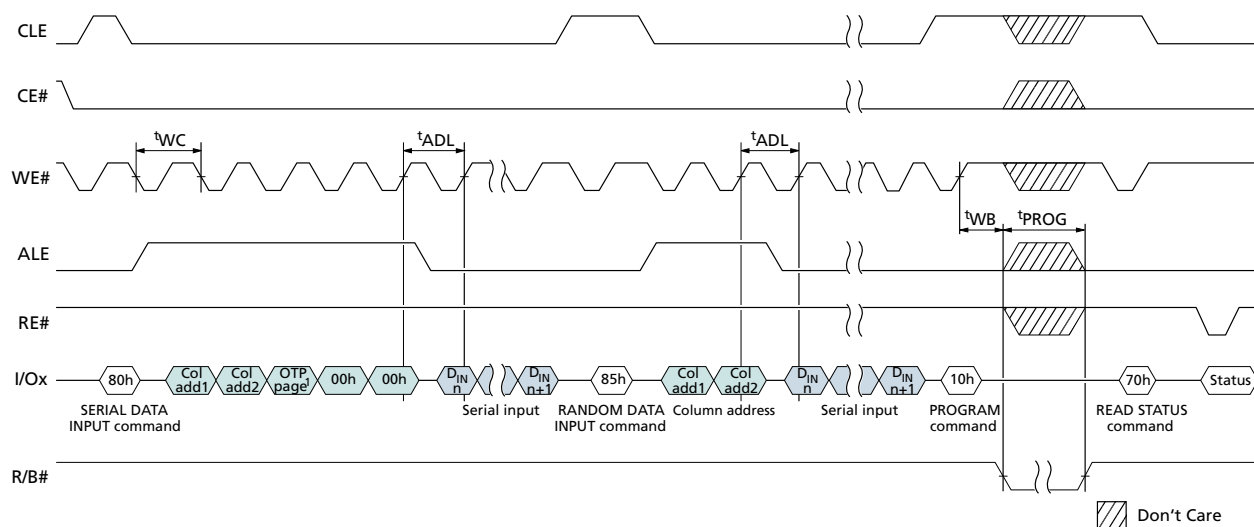 CLE
CE#
tWC
tADL
tADL
WE#
tWB
tPROG
ALE
RE#
I/Ox
80h
Col add1
Col add2
OTP page1
00h
00h
DIN n
DIN n+1
85h
Col add1
Col add2
DIN n
DIN n+1
10h
70h
Status
SERIAL DATA INPUT command
Serial input
RANDOM DATA INPUT command
Column address
Serial input
PROGRAM command
READ STATUS command
R/B#
Don't Care